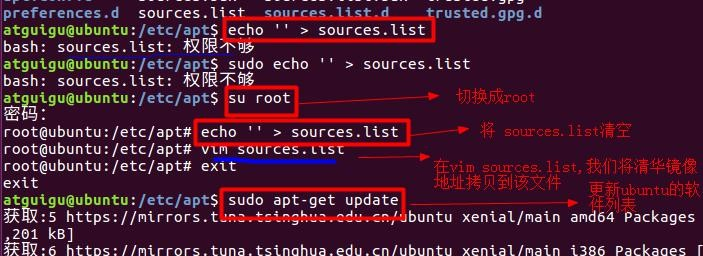 preferences.d sources.list sources.list.d trusted.gpg.d
atguigu@ubuntu:/etc/apt$ echo '' > sources.list
bash: sources.list: 权限不够
atguigu@ubuntu:/etc/apt$ sudo echo '' > sources.list
bash: sources.list: 权限不够
atguigu@ubuntu:/etc/apt$ su root
切换成root
密码：
root@ubuntu:/etc/apt# echo '' > sources.list
将 sources.list清空
root@ubuntu:/etc/apt# vim sources.list
root@ubuntu:/etc/apt# exit
exit
在vim sources.list,我们将清华镜像
地址拷贝到该文件
atguigu@ubuntu:/etc/apt$ sudo apt-get update
更新ubuntu的软
件列表
获取:5 https://mirrors.tuna.tsinghua.edu.cn/ubuntu xenial/main amd64 Packages
,201 kB]
获取:6 https://mirrors.tuna.tsinghua.edu.cn/ubuntu xenial/main i386 Packages [